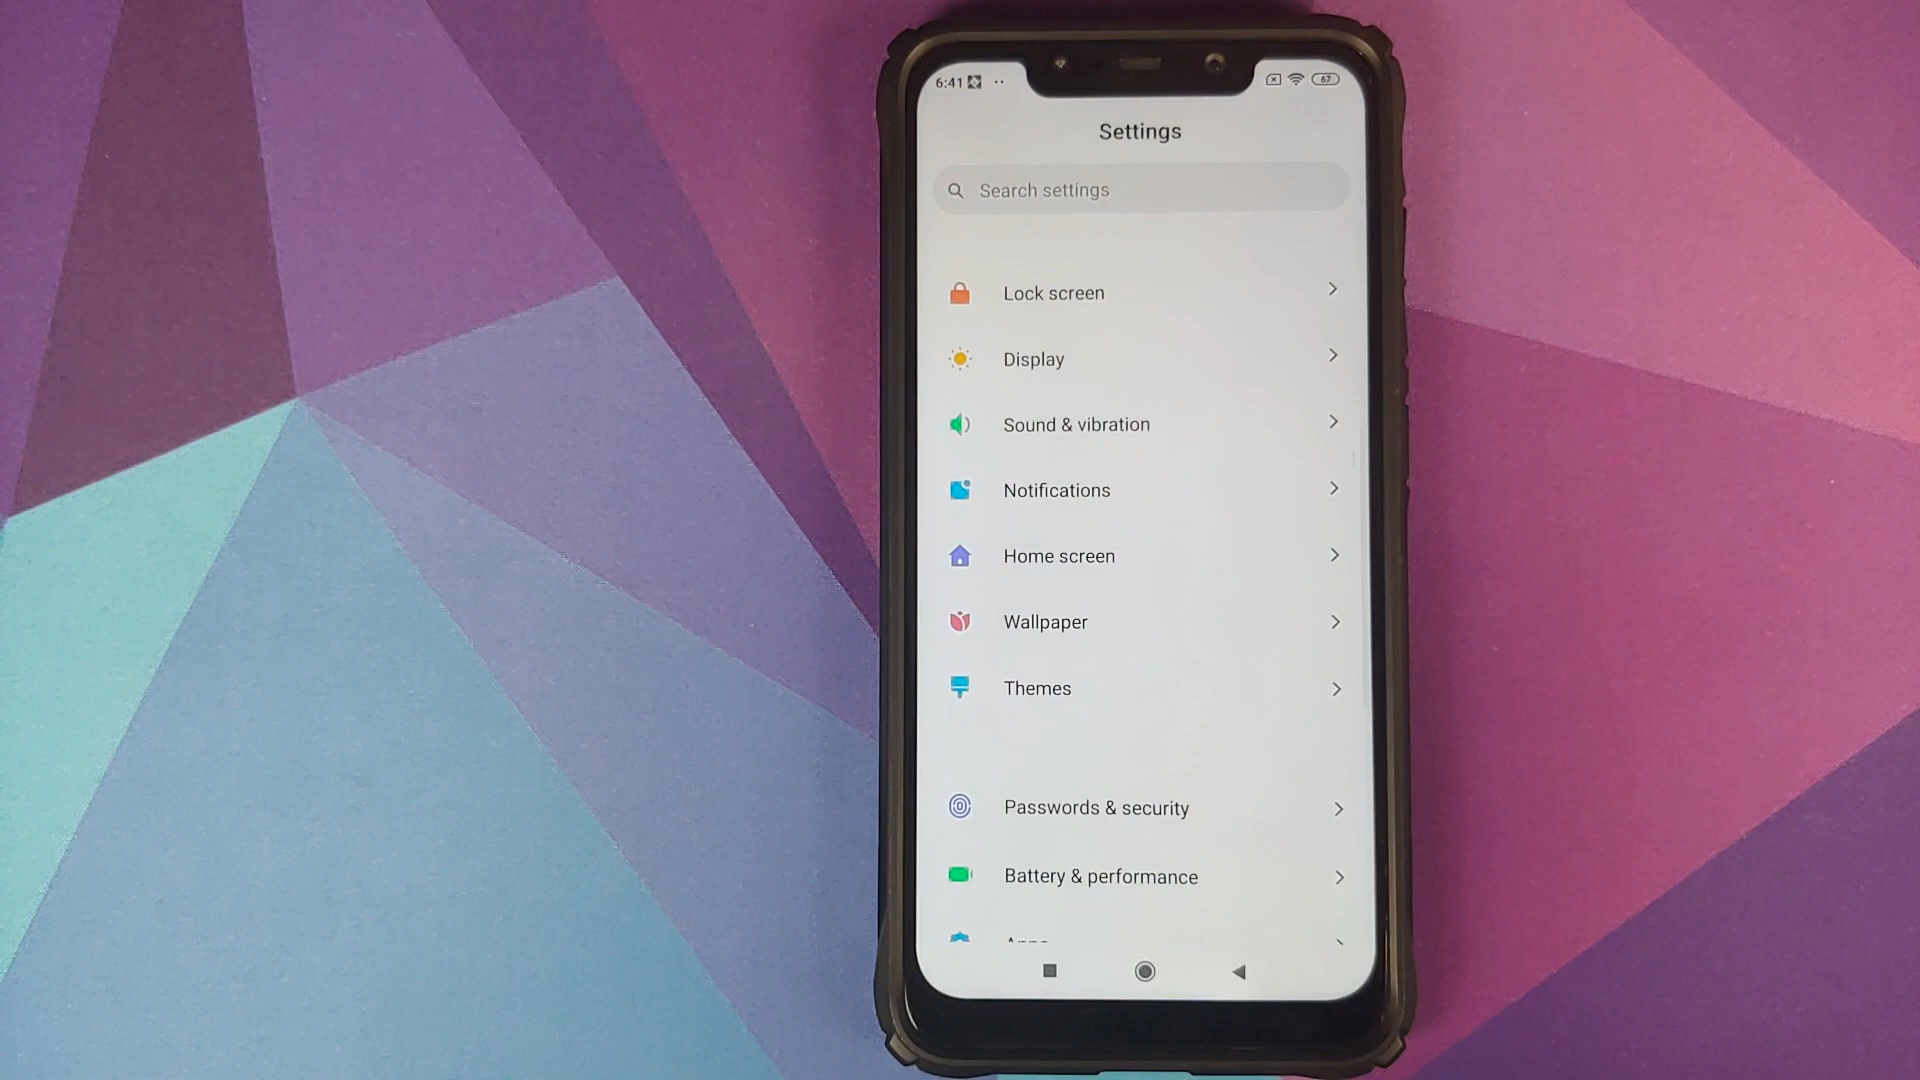 6:41
67
Settings
Search settings
Lock screen
Display
Sound & vibration
Notifications
Home screen
Wallpaper
Themes
Passwords & security
Battery & performance